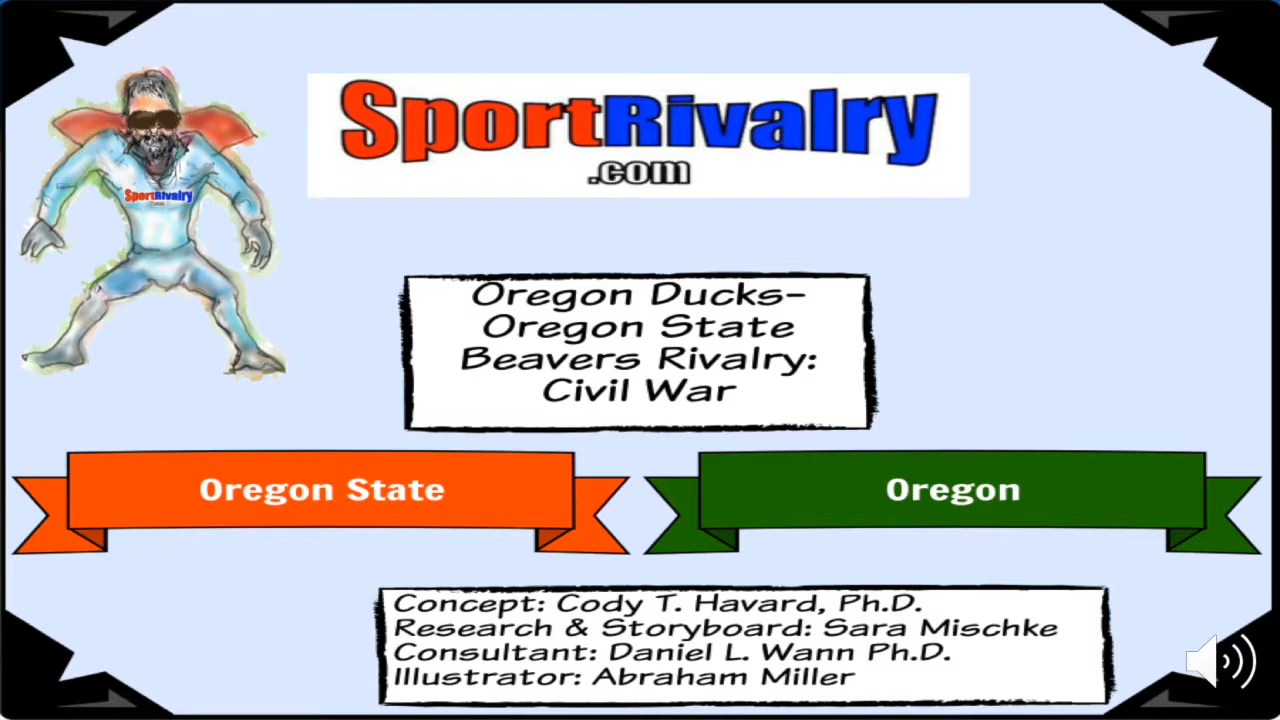 SportRivalry
.com
SportRivalry
Oregon Ducks-
Oregon State
Beavers Rivalry:
Civil War
Oregon State
Oregon
Concept: Cody T. Havard, Ph.D.
Research & Storyboard: Sara Mischke
Consultant: Daniel L. Wann Ph.D.
Illustrator: Abraham Miller